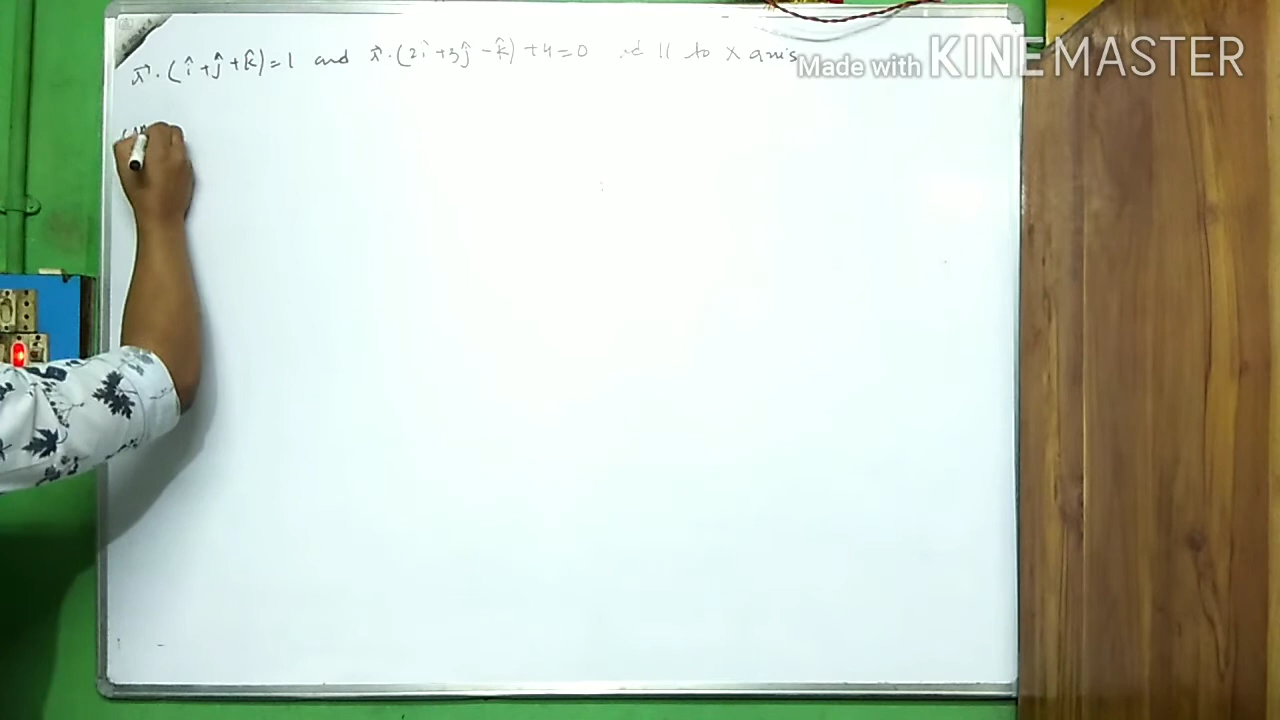 r⃗ · (î + ĵ + k̂) = 1 and r⃗ · (2î + 3ĵ − k̂) + 4 = 0 || to X axis
Made with KINEMASTER